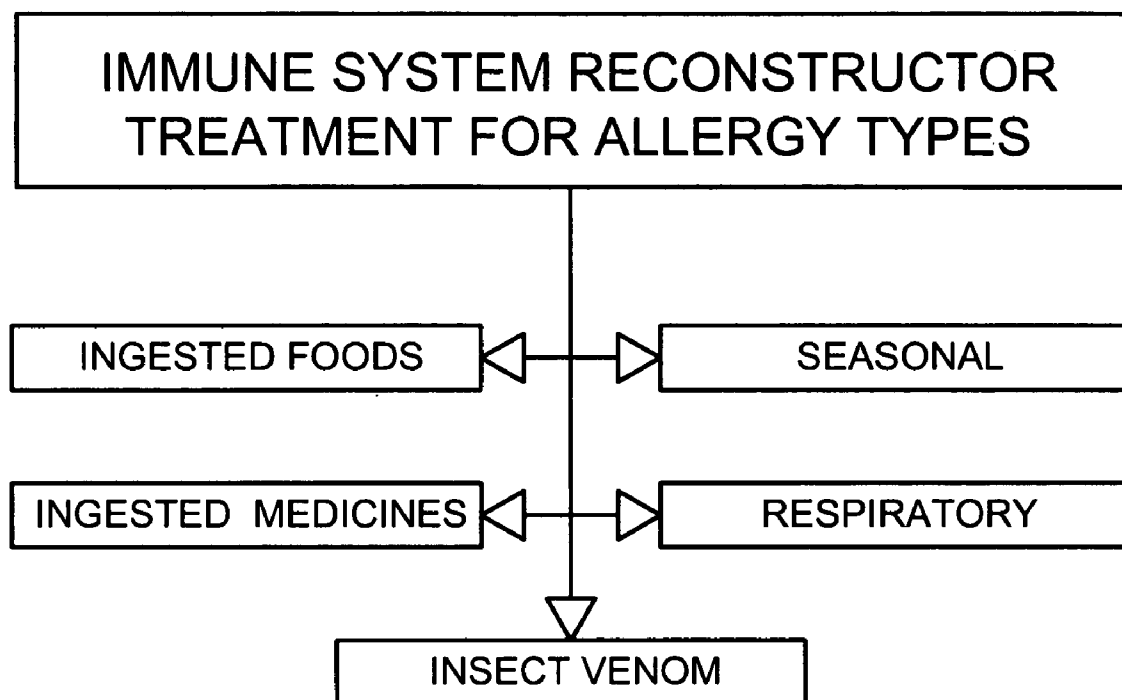 IMMUNE SYSTEM RECONSTRUCTOR
TREATMENT FOR ALLERGY TYPES
INGESTED FOODS
SEASONAL
INGESTED MEDICINES
RESPIRATORY
INSECT VENOM